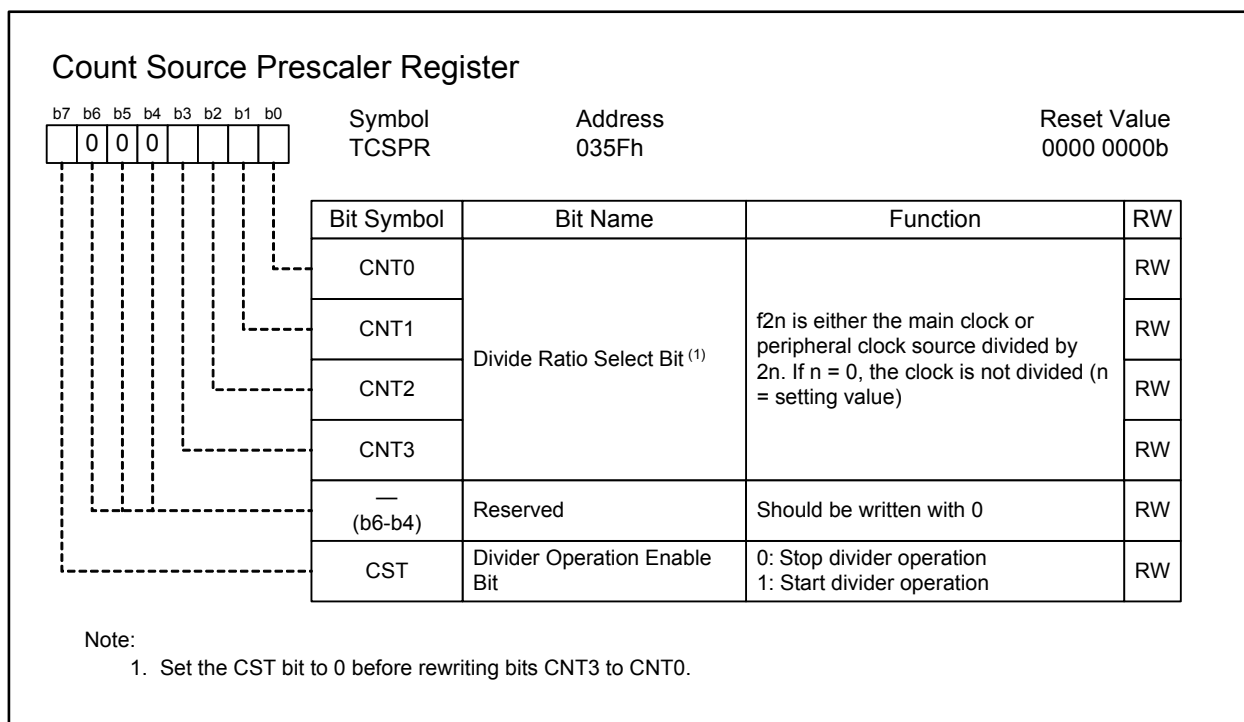 Count Source Prescaler Register
b7 b6 b5 b4 b3 b2 b1 b0
0 0 0
Symbol Address Reset Value
TCSPR 035Fh 0000 0000b
Bit Symbol Bit Name Function RW
CNT0 RW
CNT1 RW
CNT2 RW
CNT3 RW
Divide Ratio Select Bit (1)
f2n is either the main clock or
peripheral clock source divided by
2n. If n = 0, the clock is not divided (n
= setting value)
—
(b6-b4) Reserved Should be written with 0 RW
CST Divider Operation Enable
Bit
0: Stop divider operation
1: Start divider operation
RW
Note:
1. Set the CST bit to 0 before rewriting bits CNT3 to CNT0.